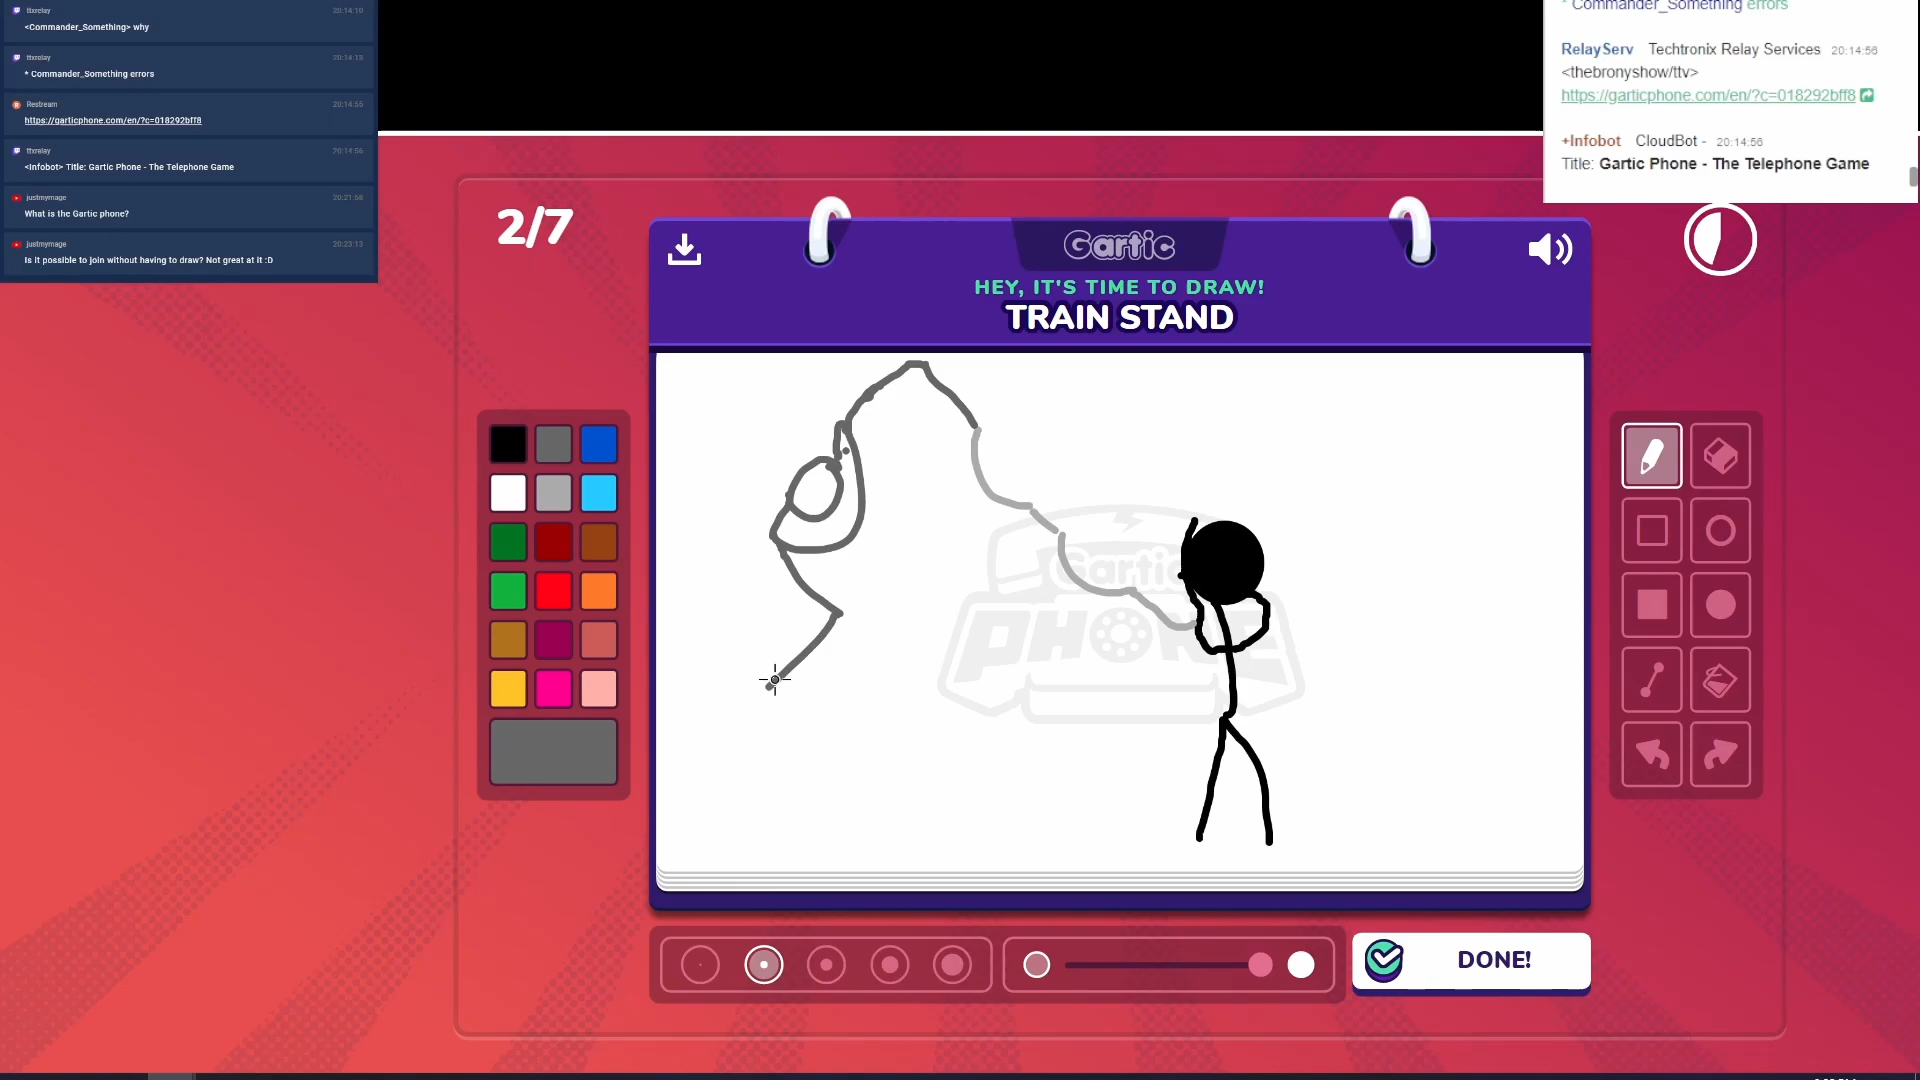 ttxrelay 20:14:10
<Commander_Something> why
ttxrelay 20:14:15
* Commander_Something errors
Restream 20:14:55
https://garticphone.com/en/?c=018292bff8
ttxrelay 20:14:56
<Infobot> Title: Gartic Phone - The Telephone Game
justmymage 20:21:58
What is the Gartic phone?
justmymage 20:23:13
Is it possible to join without having to draw? Not great at it :D
* Commander_Something errors
RelayServ Techtronix Relay Services 20:14:56
<thebronyshow/ttv>
https://garticphone.com/en/?c=018292bff8
+Infobot CloudBot - 20:14:56
Title: Gartic Phone - The Telephone Game
2/7
Gartic
HEY, IT'S TIME TO DRAW!
TRAIN STAND
Gartic
PHONE
DONE!